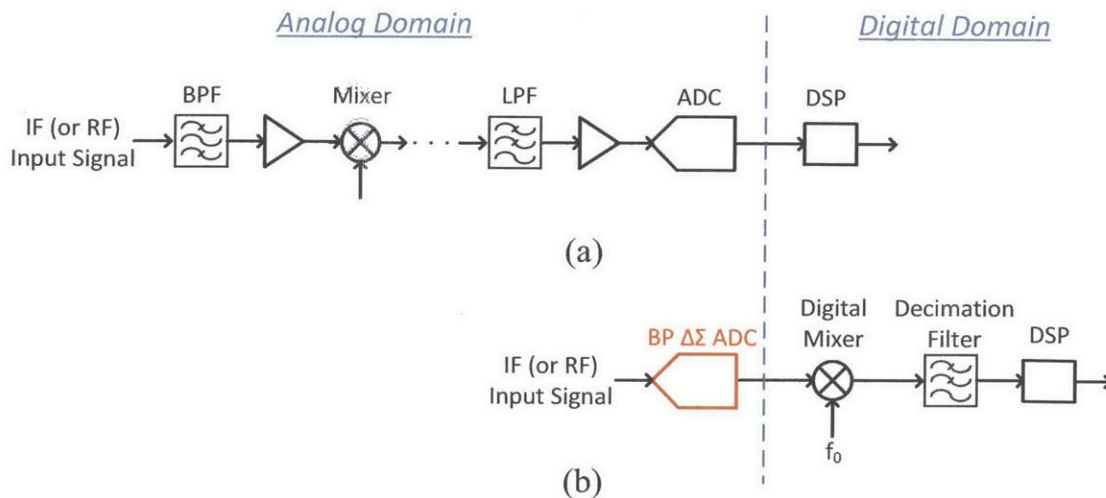 Analog Domain
Digital Domain
BPF
Mixer
LPF
ADC
DSP
IF (or RF)
Input Signal
(a)
Digital
Mixer
Decimation
Filter
DSP
BP ΔΣ ADC
IF (or RF)
Input Signal
f₀
(b)